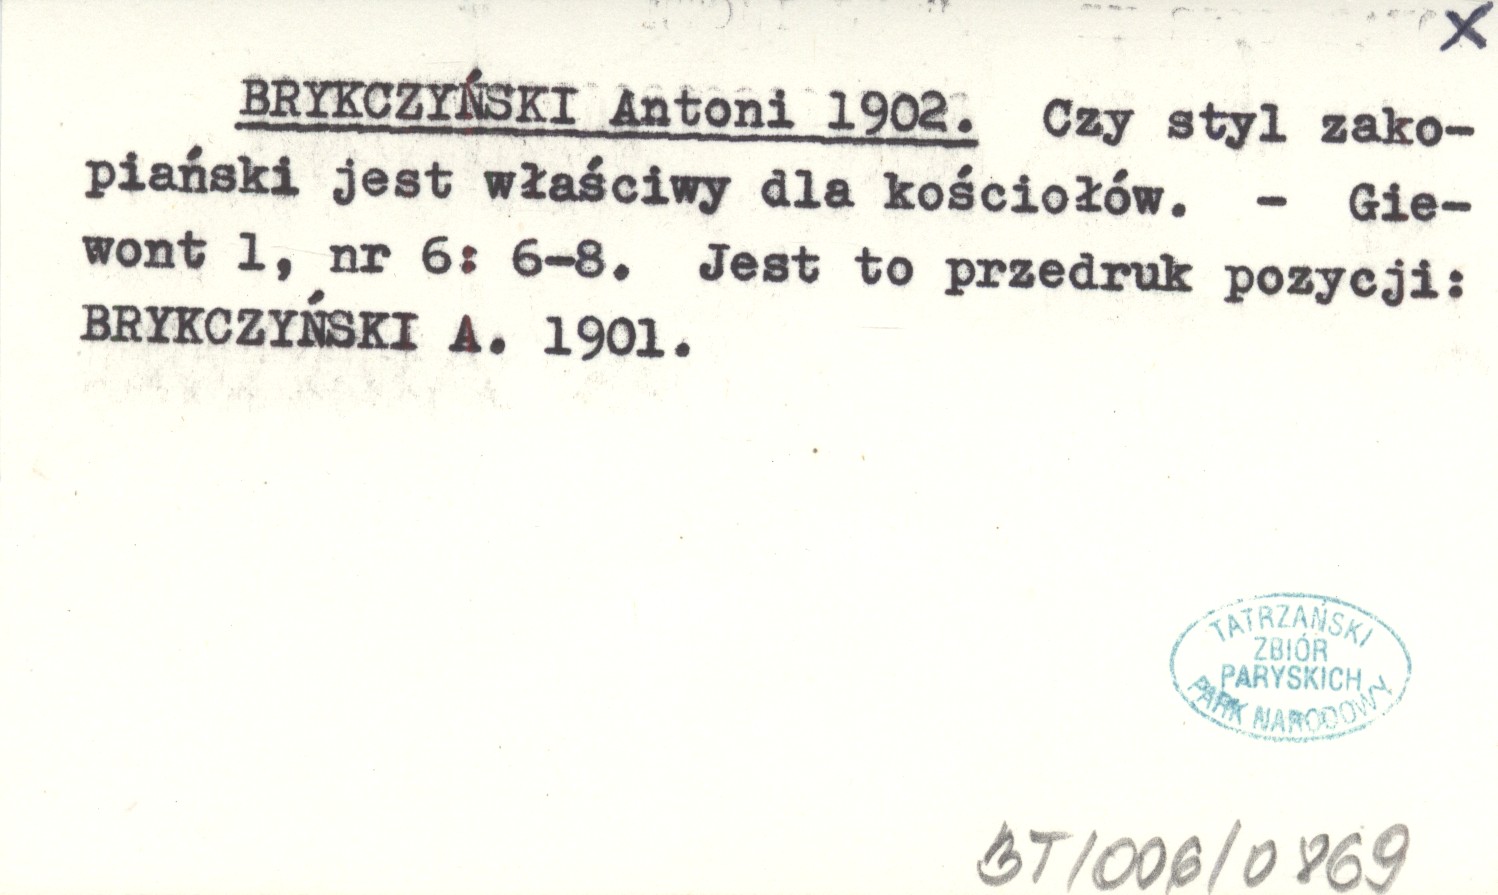 X
BRYKCZYŃSKI Antoni 1902. Czy styl zako-
piański jest właściwy dla kościołów. - Gie-
wont 1, nr 6: 6-8. Jest to przedruk pozycji:
BRYKCZYŃSKI A. 1901.
TATRZAŃSKI
ZBIÓR
PARYSKICH
PARK NARODOWY
BT/006/0869